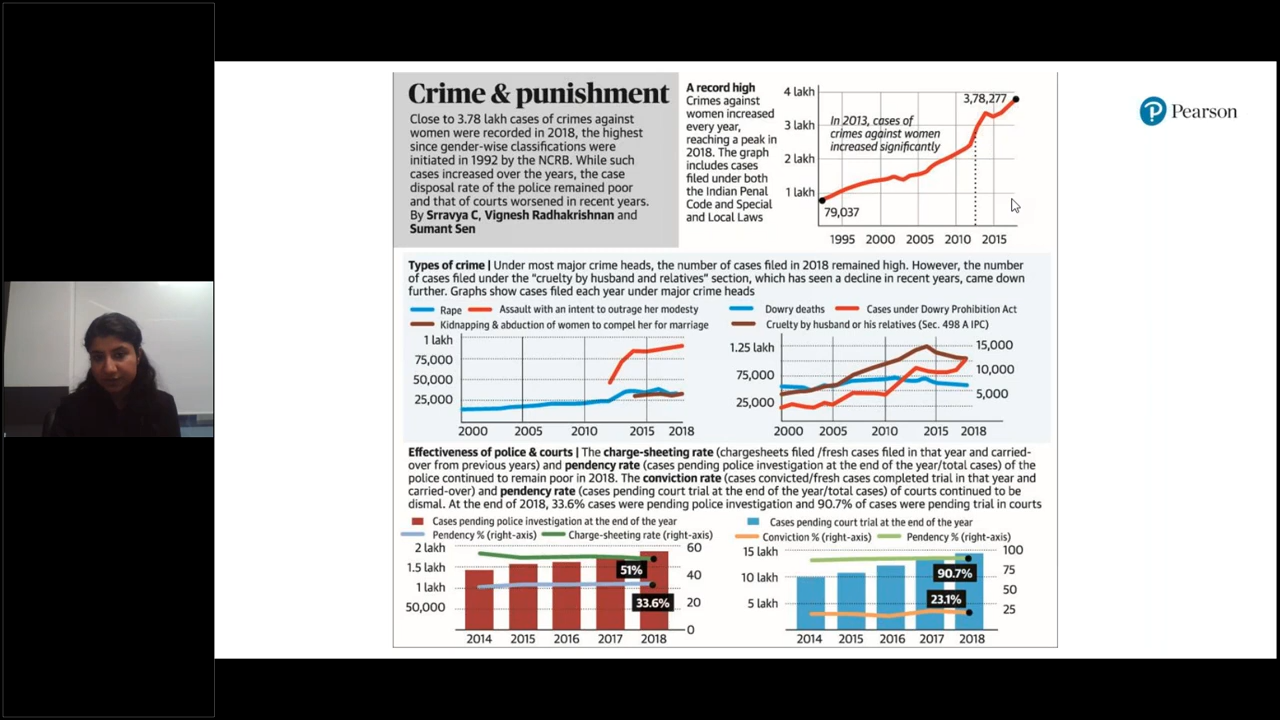 Crime & punishment
Close to 3.78 lakh cases of crimes against
women were recorded in 2018, the highest
since gender-wise classifications were
initiated in 1992 by the NCRB. While such
cases increased over the years, the case
disposal rate of the police remained poor
and that of courts worsened in recent years.
By Srravya C, Vignesh Radhakrishnan and
Sumant Sen
A record high
Crimes against
women increased
every year,
reaching a peak in
2018. The graph
includes cases
filed under both
the Indian Penal
Code and Special
and Local Laws
4 lakh
3 lakh
2 lakh
1 lakh
3,78,277
In 2013, cases of
crimes against women
increased significantly
79,037
1995 2000 2005 2010 2015
Pearson
Types of crime | Under most major crime heads, the number of cases filed in 2018 remained high. However, the number
of cases filed under the "cruelty by husband and relatives" section, which has seen a decline in recent years, came down
further. Graphs show cases filed each year under major crime heads
Rape Assault with an intent to outrage her modesty
Kidnapping & abduction of women to compel her for marriage
1 lakh
75,000
50,000
25,000
2000 2005 2010 2015 2018
Dowry deaths Cases under Dowry Prohibition Act
Cruelty by husband or his relatives (Sec. 498 A IPC)
1.25 lakh
75,000
25,000
15,000
10,000
5,000
2000 2005 2010 2015 2018
Effectiveness of police & courts | The charge-sheeting rate (chargesheets filed /fresh cases filed in that year and carried-
over from previous years) and pendency rate (cases pending police investigation at the end of the year/total cases) of the
police continued to remain poor in 2018. The conviction rate (cases convicted/fresh cases completed trial in that year and
carried-over) and pendency rate (cases pending court trial at the end of the year/total cases) of courts continued to be
dismal. At the end of 2018, 33.6% cases were pending police investigation and 90.7% of cases were pending trial in courts
Cases pending police investigation at the end of the year
Pendency % (right-axis) Charge-sheeting rate (right-axis)
2 lakh
1.5 lakh
1 lakh
50,000
51%
33.6%
60
40
20
0
2014 2015 2016 2017 2018
Cases pending court trial at the end of the year
Conviction % (right-axis) Pendency % (right-axis)
15 lakh
10 lakh
5 lakh
90.7%
23.1%
100
75
50
25
2014 2015 2016 2017 2018